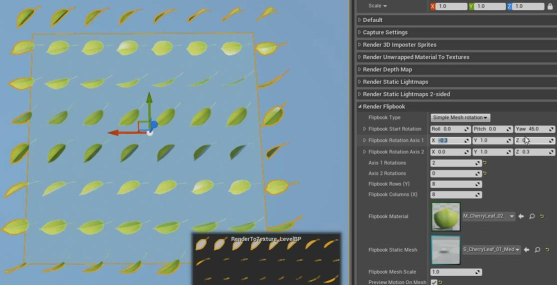 Scale
X 1.0 Y 1.0 Z 1.0
Default
Capture Settings
Render 3D Imposter Sprites
Render Unwrapped Material To Textures
Render Depth Map
Render Static Lightmaps
Render Static Lightmaps 2-sided
Render Flipbook
Flipbook Type Simple Mesh rotation
Flipbook Start Rotation Roll 0.0 Pitch 0.0 Yaw 45.0
Flipbook Rotation Axis 1 X Y 1.0 Z
Flipbook Rotation Axis 2 X 0.0 Y 1.0 Z 0.3
Axis 1 Rotations 2
Axis 2 Rotations 0
Flipbook Rows (Y) 8
Flipbook Columns (X) 8
Flipbook Material M_CherryLeaf_02
Flipbook Static Mesh S_CherryLeaf_01_Med
Flipbook Mesh Scale 1.0
Preview Motion On Mesh
RenderToTexture_LevelBP